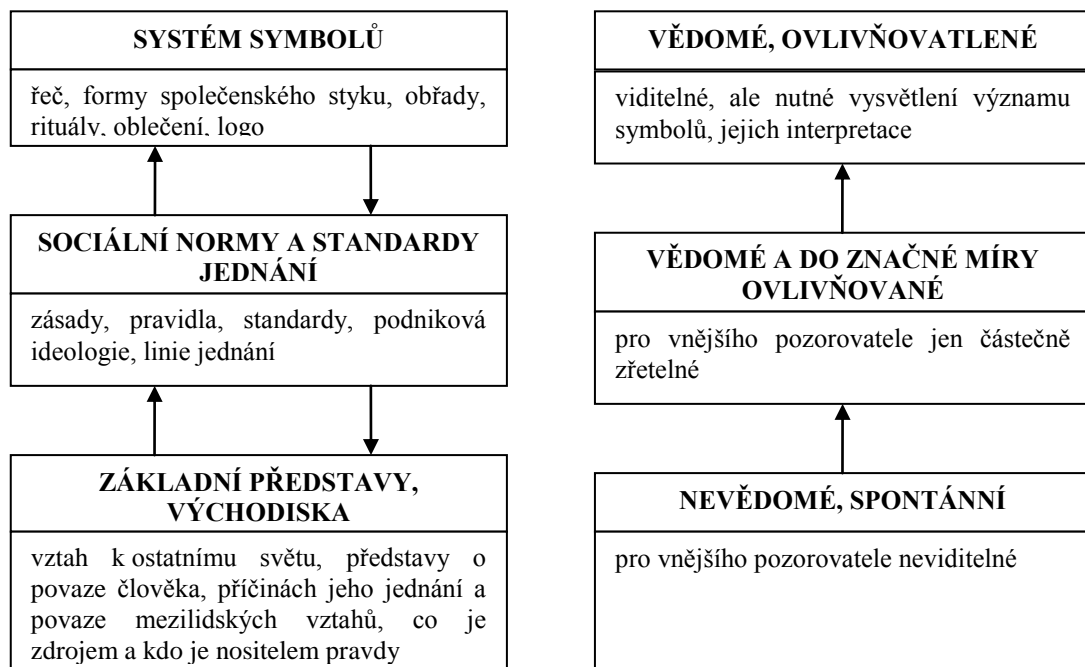 SYSTÉM SYMBOLŮ
řeč, formy společenského styku, obřady,
rituály, oblečení, logo
SOCIÁLNÍ NORMY A STANDARDY
JEDNÁNÍ
zásady, pravidla, standardy, podniková
ideologie, linie jednání
ZÁKLADNÍ PŘEDSTAVY,
VÝCHODISKA
vztah k ostatnímu světu, představy o
povaze člověka, příčinách jeho jednání a
povaze mezilidských vztahů, co je
zdrojem a kdo je nositelem pravdy
VĚDOMÉ, OVLIVŇOVATLENÉ
viditelné, ale nutné vysvětlení významu
symbolů, jejich interpretace
VĚDOMÉ A DO ZNAČNÉ MÍRY
OVLIVŇOVANÉ
pro vnějšího pozorovatele jen částečně
zřetelné
NEVĚDOMÉ, SPONTÁNNÍ
pro vnějšího pozorovatele neviditelné